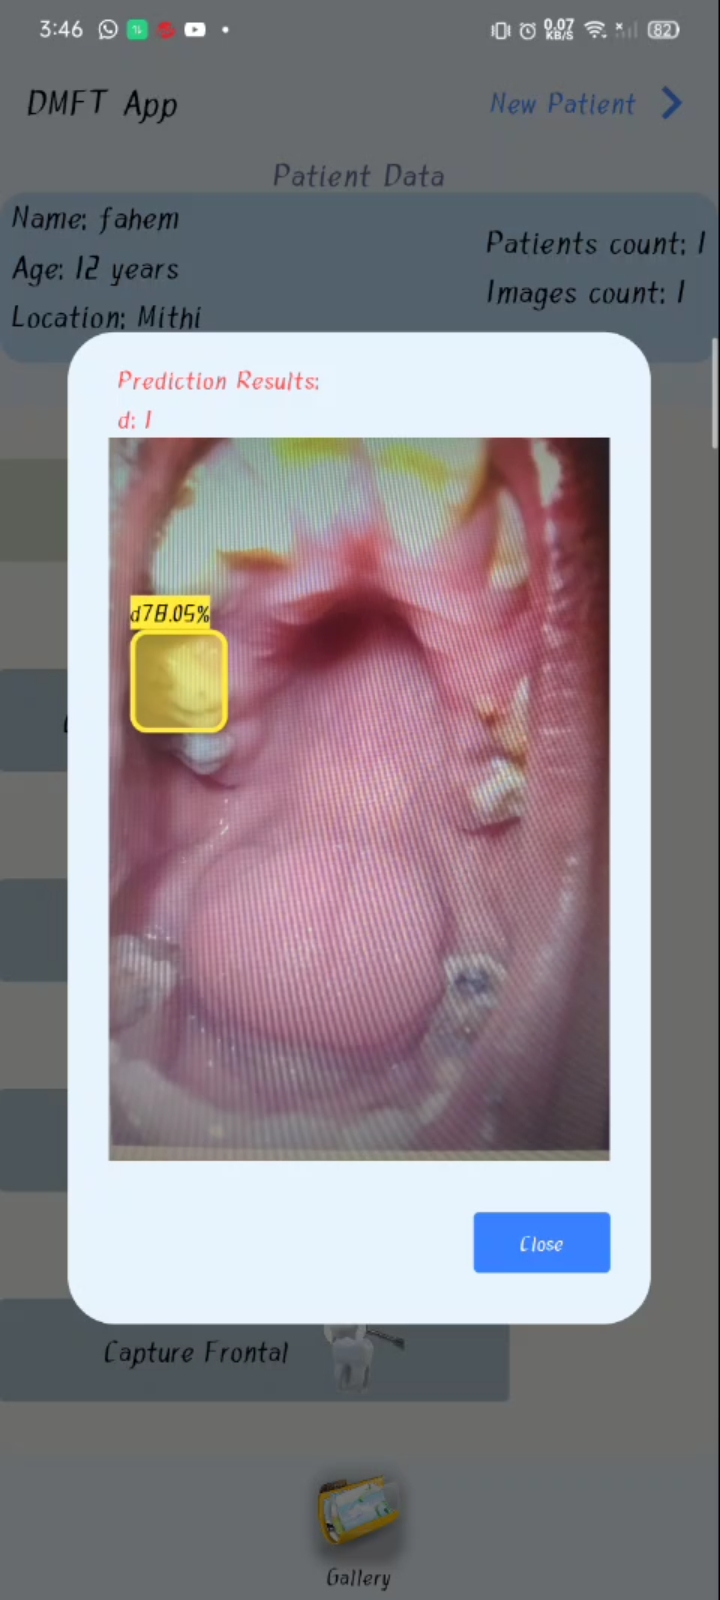 3:46
0.07
KB/S
82
DMFT App
New Patient
Patient Data
Name: fahem
Age: 12 years
Location: Mithi
Patients count: 1
Images count: 1
Prediction Results:
d: 1
d78.05%
Close
Capture Frontal
Gallery